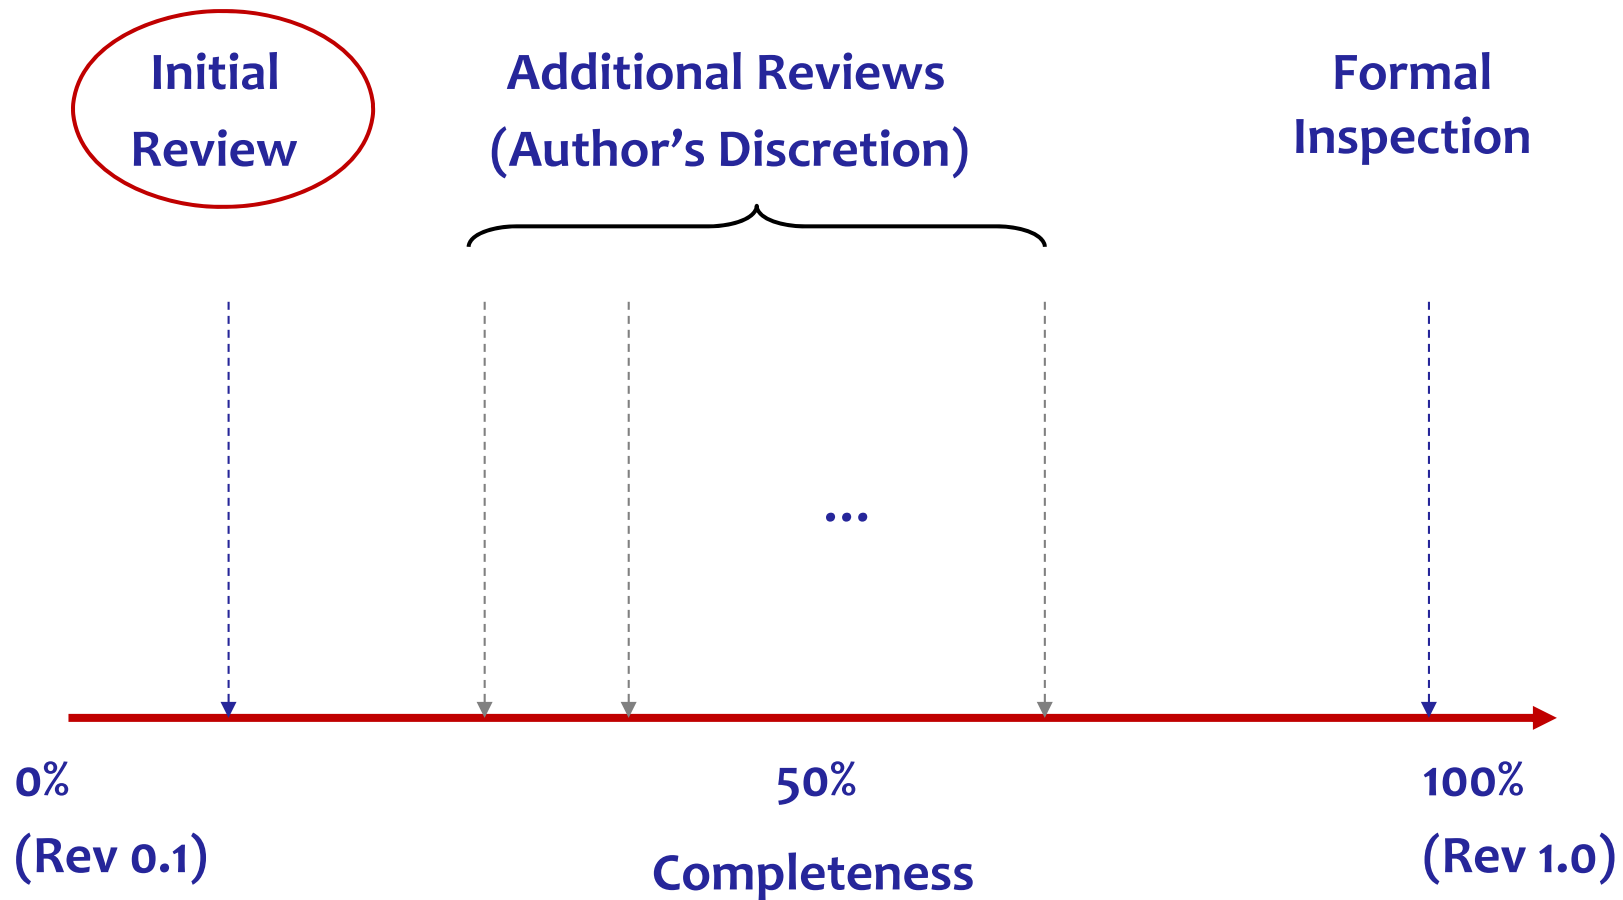 Initial
Review
Additional Reviews
(Author’s Discretion)
Formal
Inspection
...
0%
(Rev 0.1)
50%
Completeness
100%
(Rev 1.0)